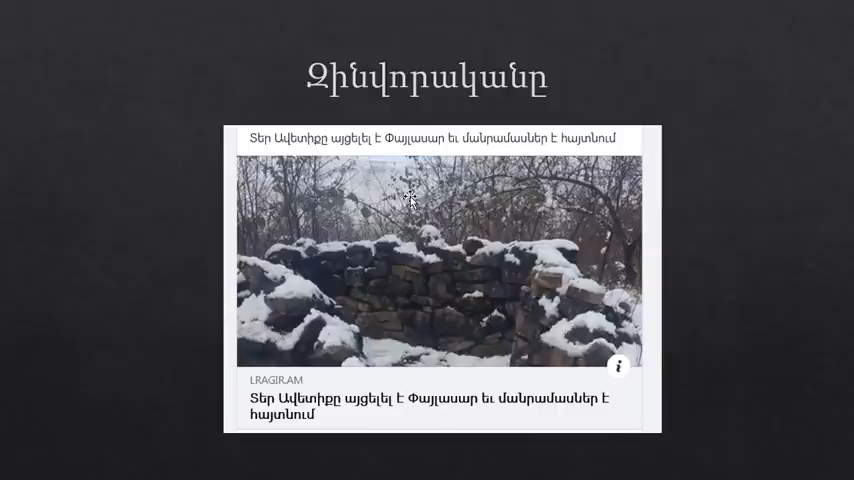 Զինվորականը
Տեր Ավետիքը այցելել է Փայլասար եւ մանրամասներ է հայտնում
LRAGIR.AM
Տեր Ավետիքը այցելել է Փայլասար եւ մանրամասներ է
հայտնում